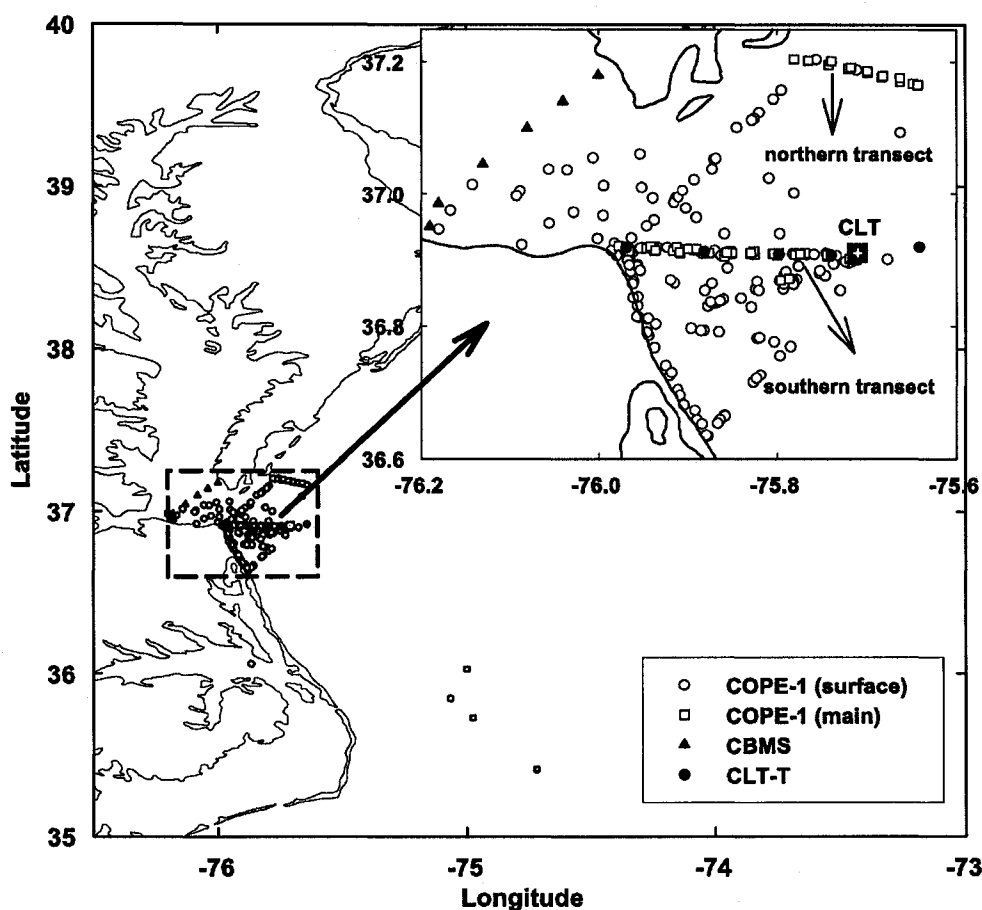 40
39
38
37
36
35
Latitude
37.2
37.0
36.8
36.6
-76.2
-76.0
-75.8
-75.6
northern transect
CLT
southern transect
COPE-1 (surface)
COPE-1 (main)
CBMS
CLT-T
-76
-75
-74
-73
Longitude